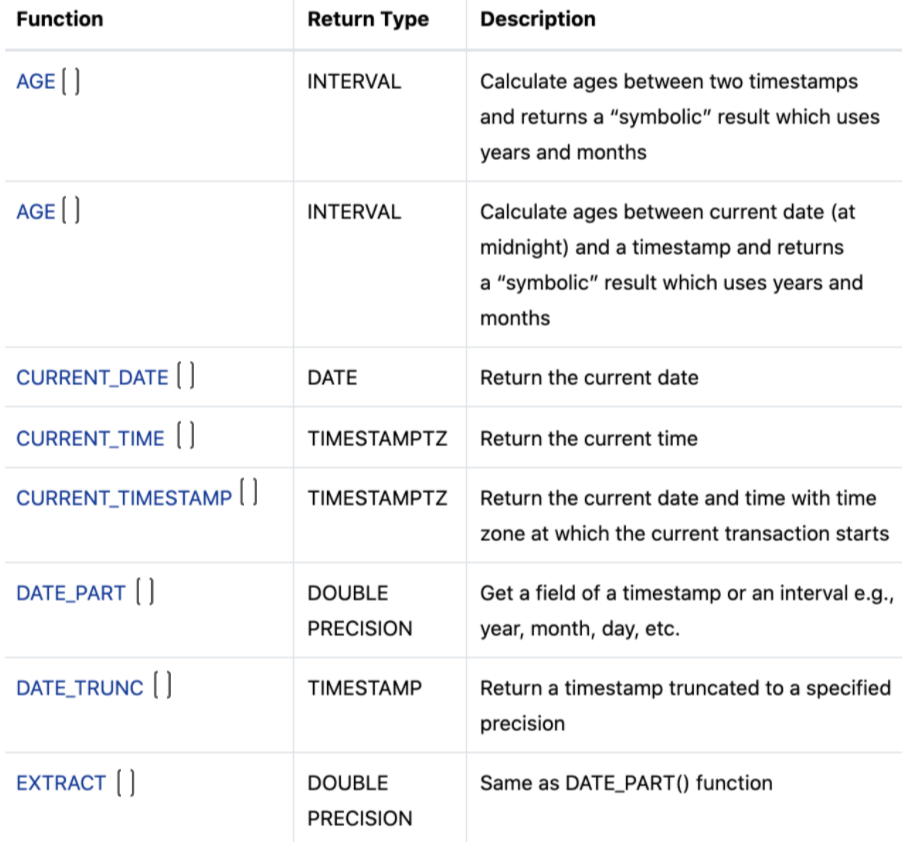 Function Return Type Description
AGE [ ] INTERVAL Calculate ages between two timestamps
and returns a “symbolic” result which uses
years and months
AGE [ ] INTERVAL Calculate ages between current date (at
midnight) and a timestamp and returns
a “symbolic” result which uses years and
months
CURRENT_DATE [ ] DATE Return the current date
CURRENT_TIME [ ] TIMESTAMPTZ Return the current time
CURRENT_TIMESTAMP [ ] TIMESTAMPTZ Return the current date and time with time
zone at which the current transaction starts
DATE_PART [ ] DOUBLE Get a field of a timestamp or an interval e.g.,
PRECISION year, month, day, etc.
DATE_TRUNC [ ] TIMESTAMP Return a timestamp truncated to a specified
precision
EXTRACT [ ] DOUBLE Same as DATE_PART() function
PRECISION